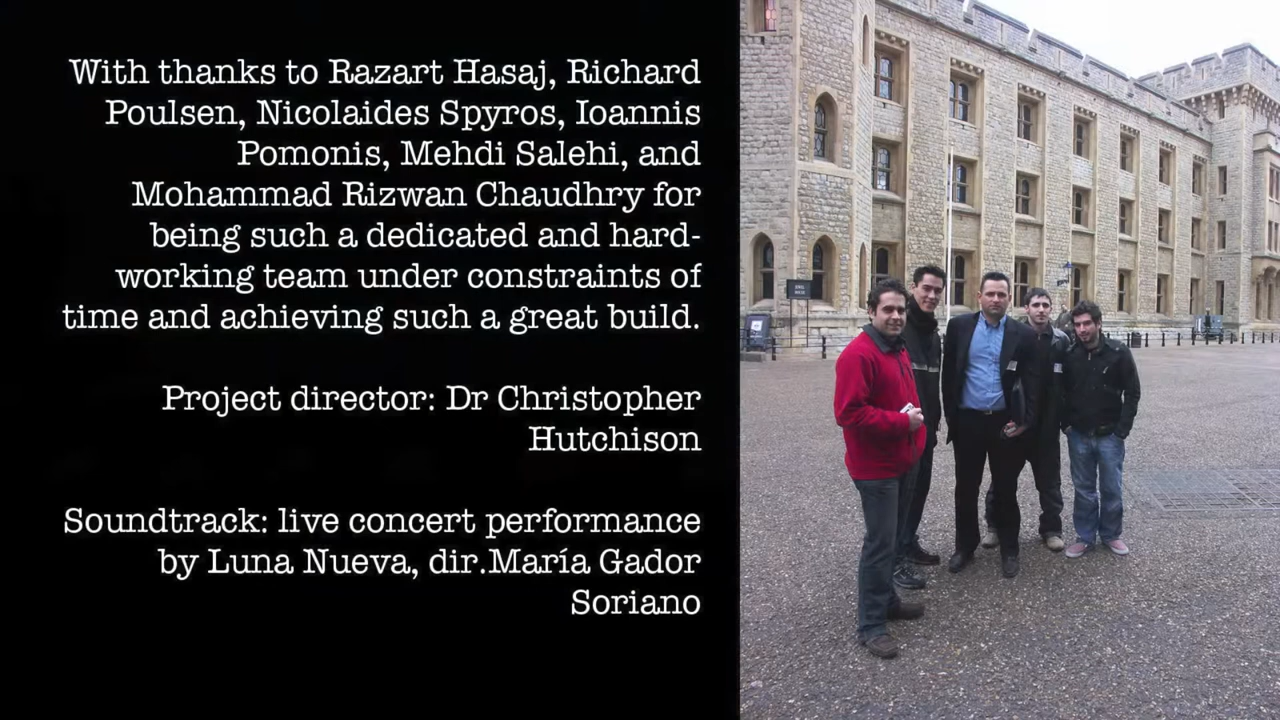 With thanks to Razart Hasaj, Richard
Poulsen, Nicolaides Spyros, Ioannis
Pomonis, Mehdi Salehi, and
Mohammad Rizwan Chaudhry for
being such a dedicated and hard-
working team under constraints of
time and achieving such a great build.
Project director: Dr Christopher
Hutchison
Soundtrack: live concert performance
by Luna Nueva, dir.María Gador
Soriano